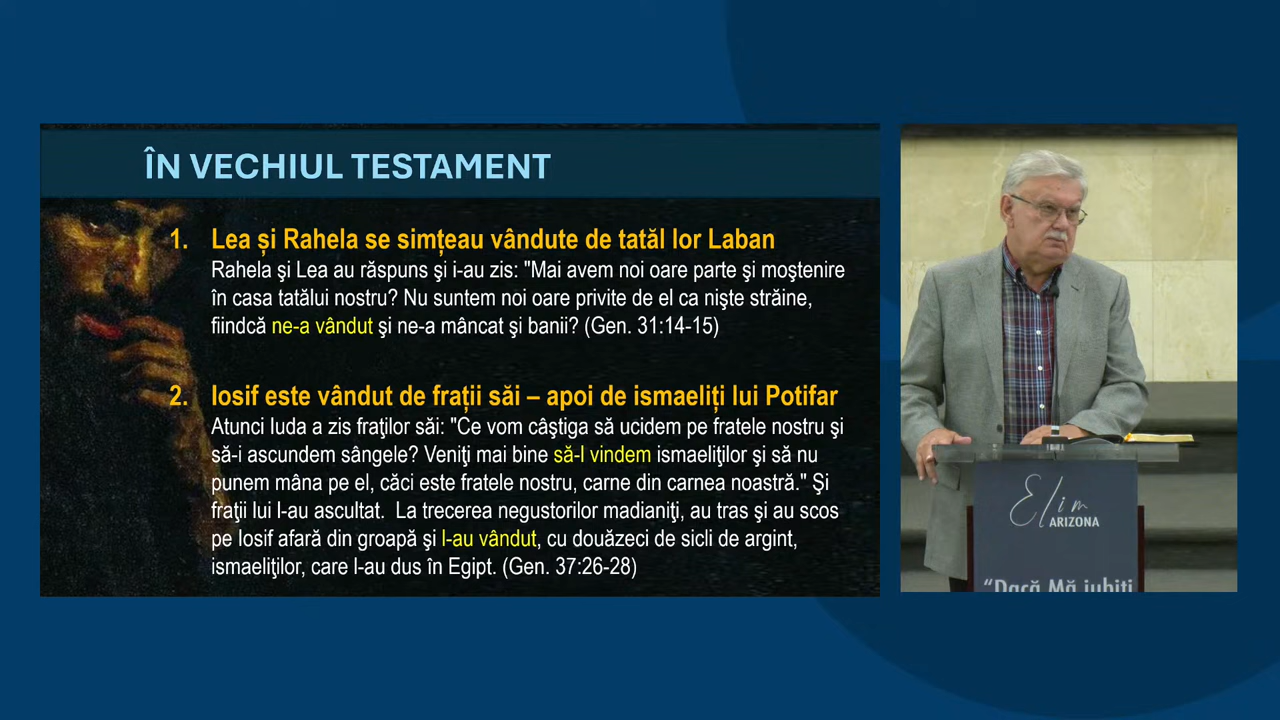 ÎN VECHIUL TESTAMENT
1. Lea și Rahela se simțeau vândute de tatăl lor Laban
Rahela şi Lea au răspuns şi i-au zis: "Mai avem noi oare parte şi moştenire
în casa tatălui nostru? Nu suntem noi oare privite de el ca nişte străine,
fiindcă ne-a vândut şi ne-a mâncat şi banii? (Gen. 31:14-15)
2. Iosif este vândut de frații săi – apoi de ismaeliți lui Potifar
Atunci Iuda a zis fraţilor săi: "Ce vom câştiga să ucidem pe fratele nostru şi
să-i ascundem sângele? Veniţi mai bine să-l vindem ismaeliţilor şi să nu
punem mâna pe el, căci este fratele nostru, carne din carnea noastră." Şi
fraţii lui l-au ascultat. La trecerea negustorilor madianiţi, au tras şi au scos
pe Iosif afară din groapă şi l-au vândut, cu douăzeci de sicli de argint,
ismaeliţilor, care l-au dus în Egipt. (Gen. 37:26-28)
Elim
ARIZONA
“Dacă Mă iubiți